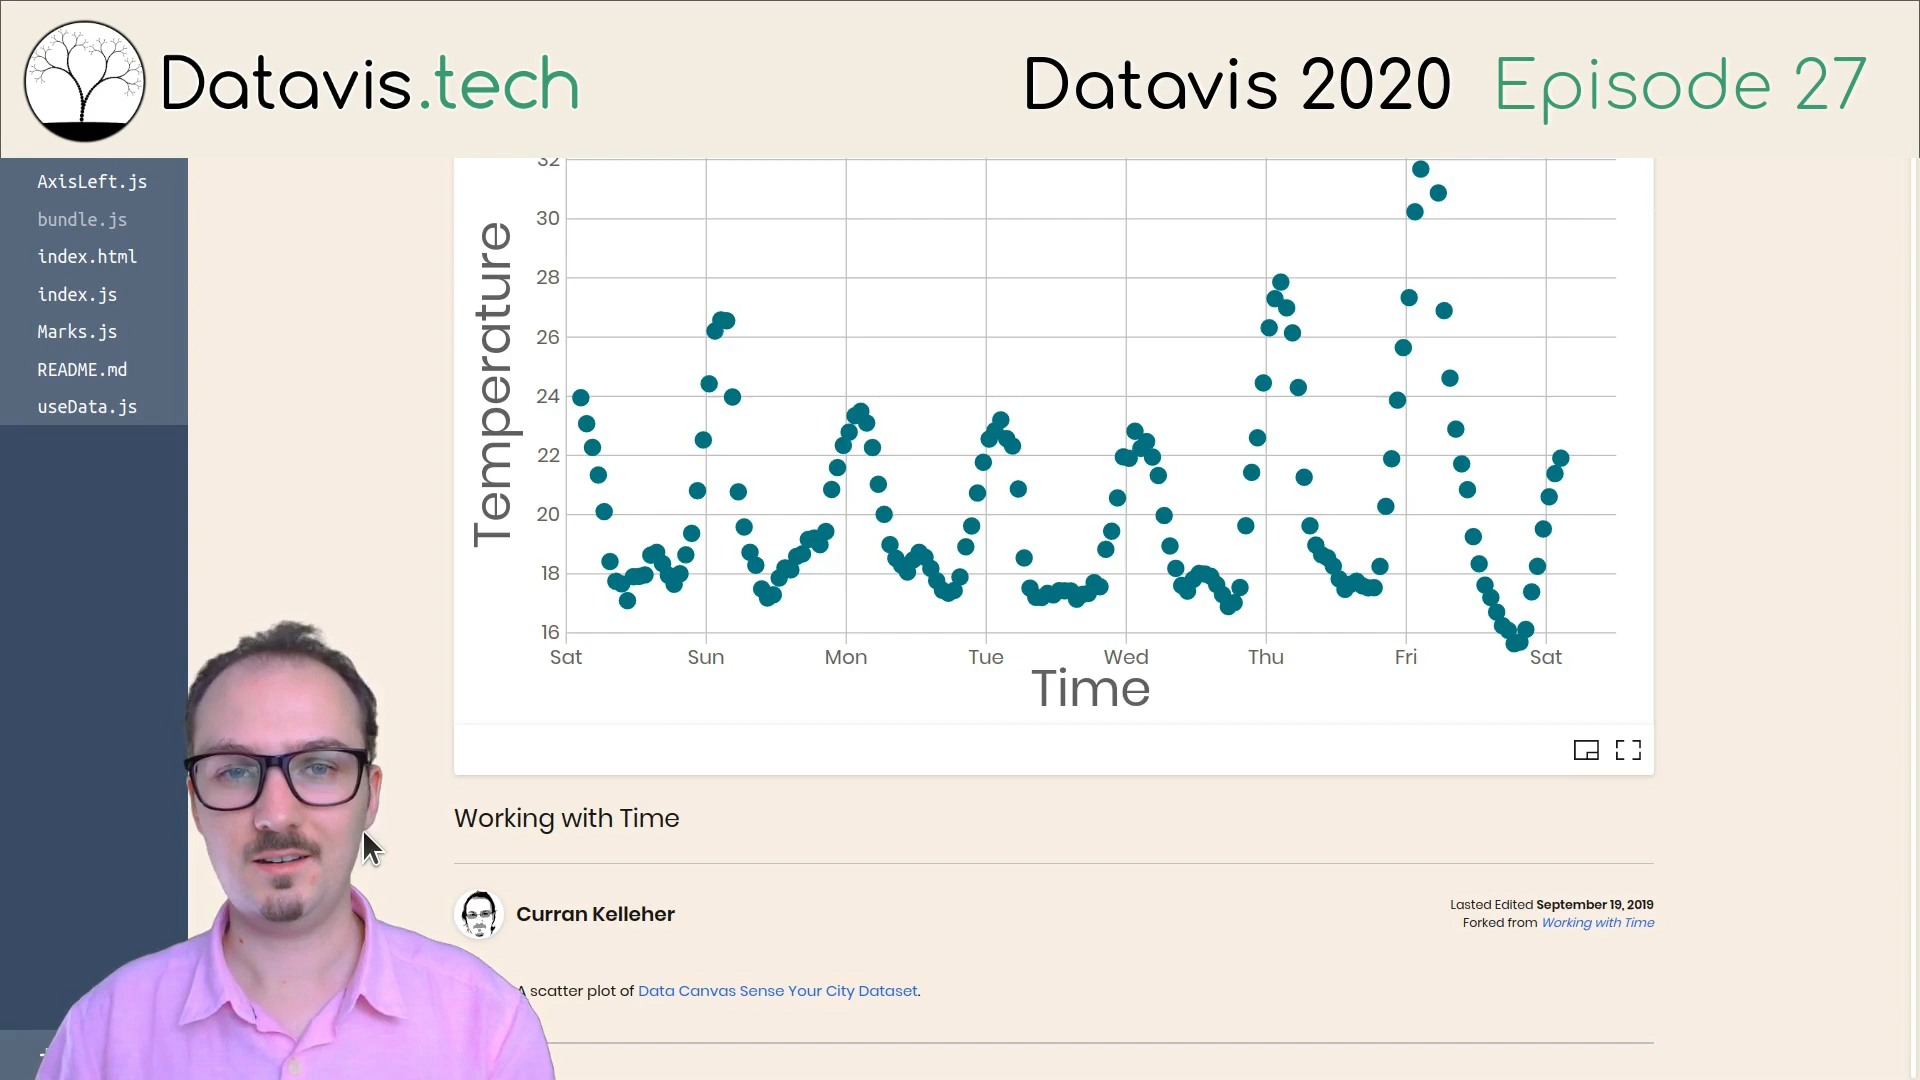 Datavis.tech
Datavis 2020 Episode 27
AxisLeft.js
bundle.js
index.html
index.js
Marks.js
README.md
useData.js
Temperature
32
30
28
26
24
22
20
18
16
Sat Sun Mon Tue Wed Thu Fri Sat
Time
Working with Time
Curran Kelleher
Lasted Edited September 19, 2019
Forked from Working with Time
A scatter plot of Data Canvas Sense Your City Dataset.